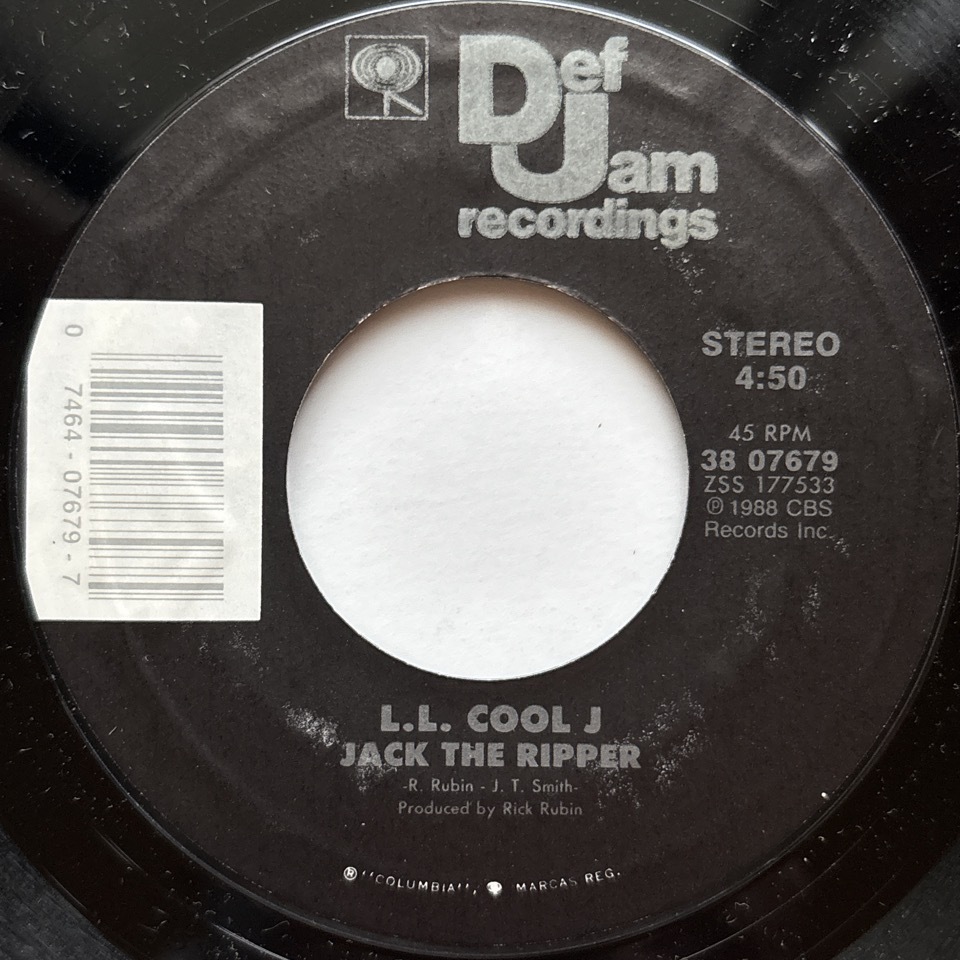 Def
Jam
recordings
STEREO
4:50
45 RPM
38 07679
ZSS 177533
℗ 1988 CBS
Records Inc.
0 7464-07679-7
L.L. COOL J
JACK THE RIPPER
-R. Rubin - J. T. Smith-
Produced by Rick Rubin
® "COLUMBIA", MARCAS REG.